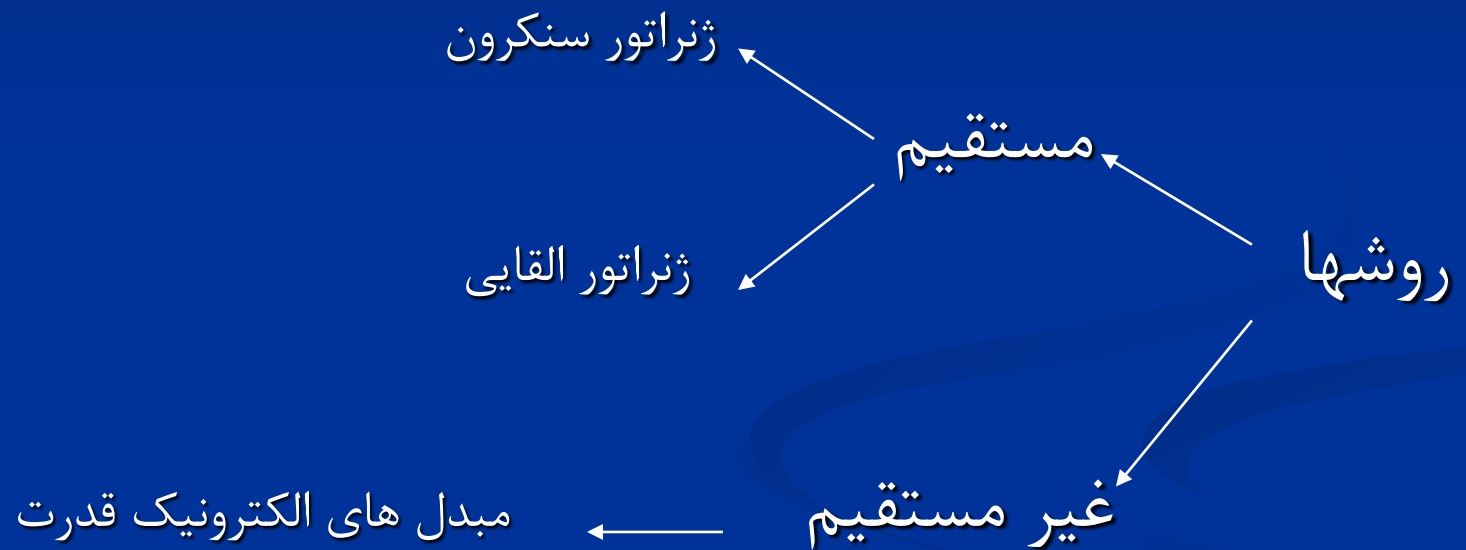 ژنراتور سنکرون
مستقیم
روشها
ژنراتور القایی
غیر مستقیم
مبدل های الکترونیک قدرت